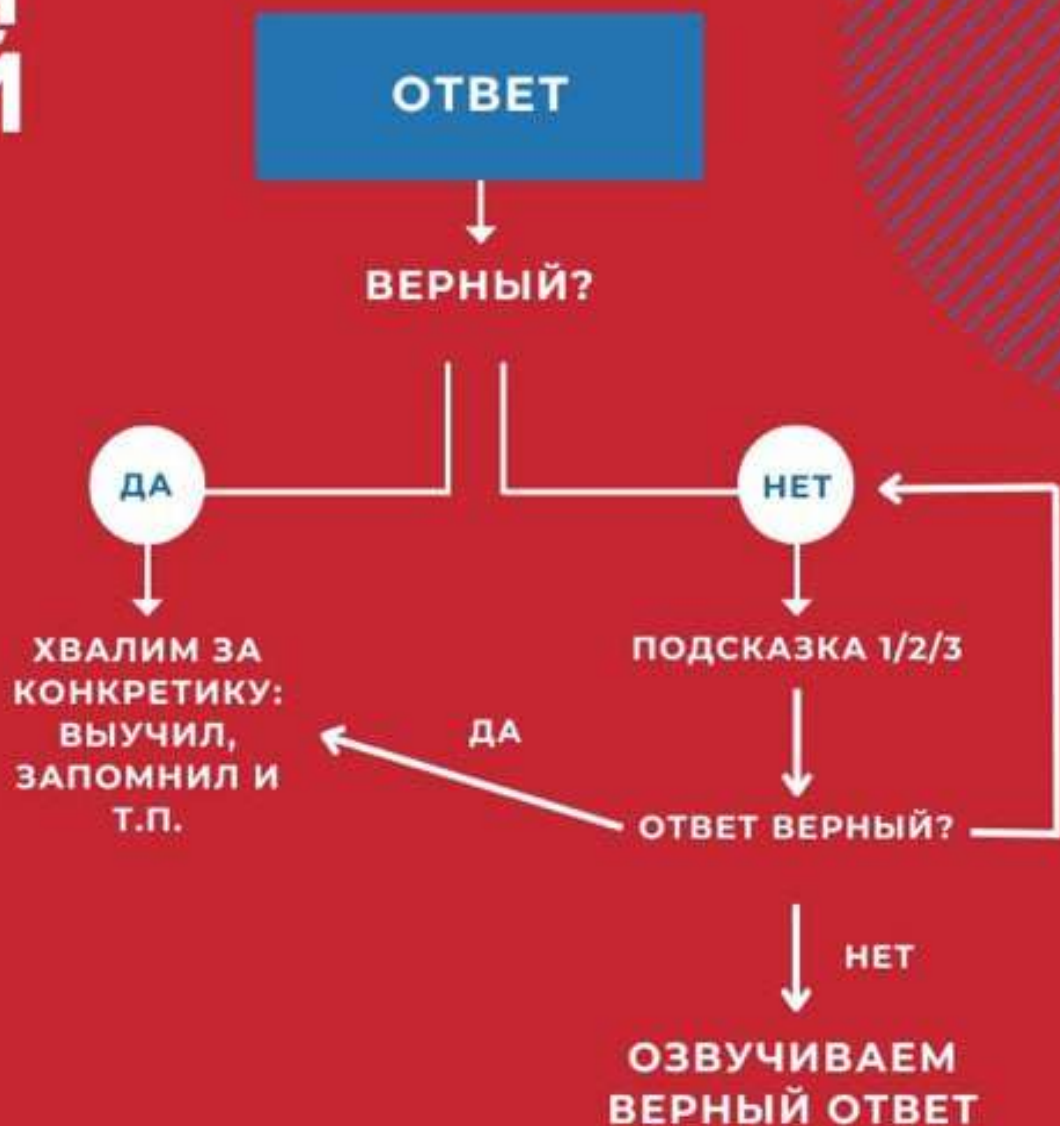 Й
ОТВЕТ
ВЕРНЫЙ?
ДА
НЕТ
ХВАЛИМ ЗА
КОНКРЕТИКУ:
ВЫУЧИЛ,
ЗАПОМНИЛ И
Т.П.
ПОДСКАЗКА 1/2/3
ДА
ОТВЕТ ВЕРНЫЙ?
НЕТ
ОЗВУЧИВАЕМ
ВЕРНЫЙ ОТВЕТ